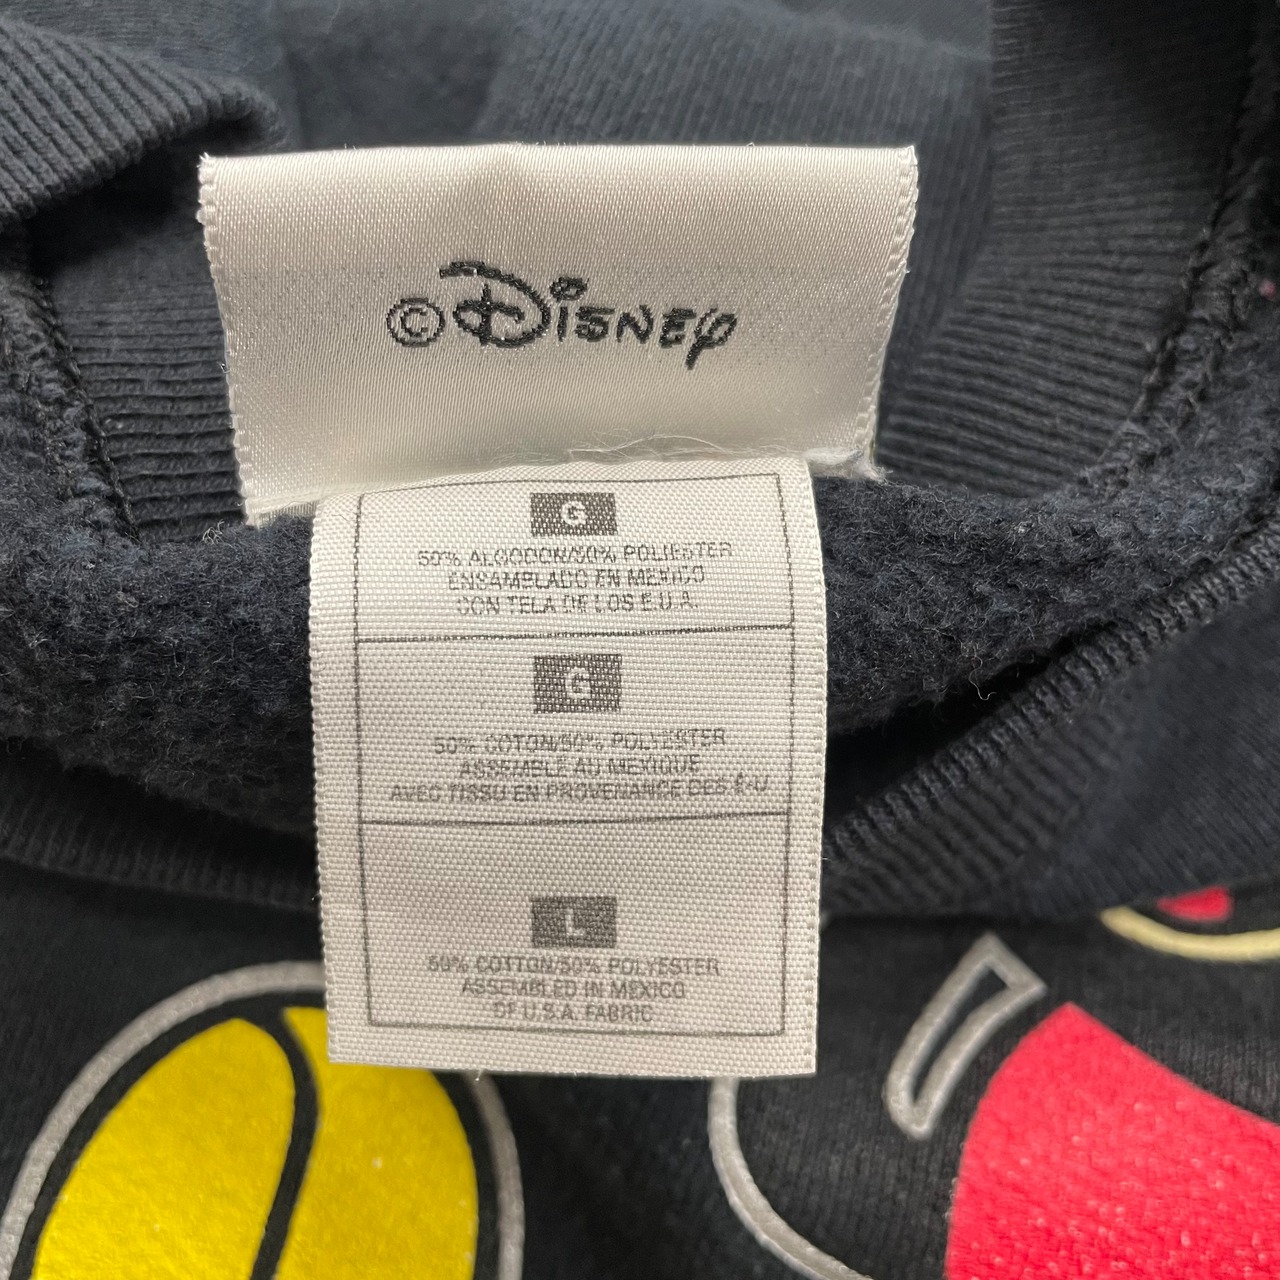 © Disney
G
50% ALGODON/50% POLIESTER
ENSAMBLADO EN MEXICO
CON TELA DE LOS E.U.A.
G
50% COTON/50% POLYESTER
ASSEMBLÉ AU MEXIQUE
AVEC TISSU EN PROVENANCE DES É-U
L
50% COTTON/50% POLYESTER
ASSEMBLED IN MEXICO
OF U.S.A. FABRIC